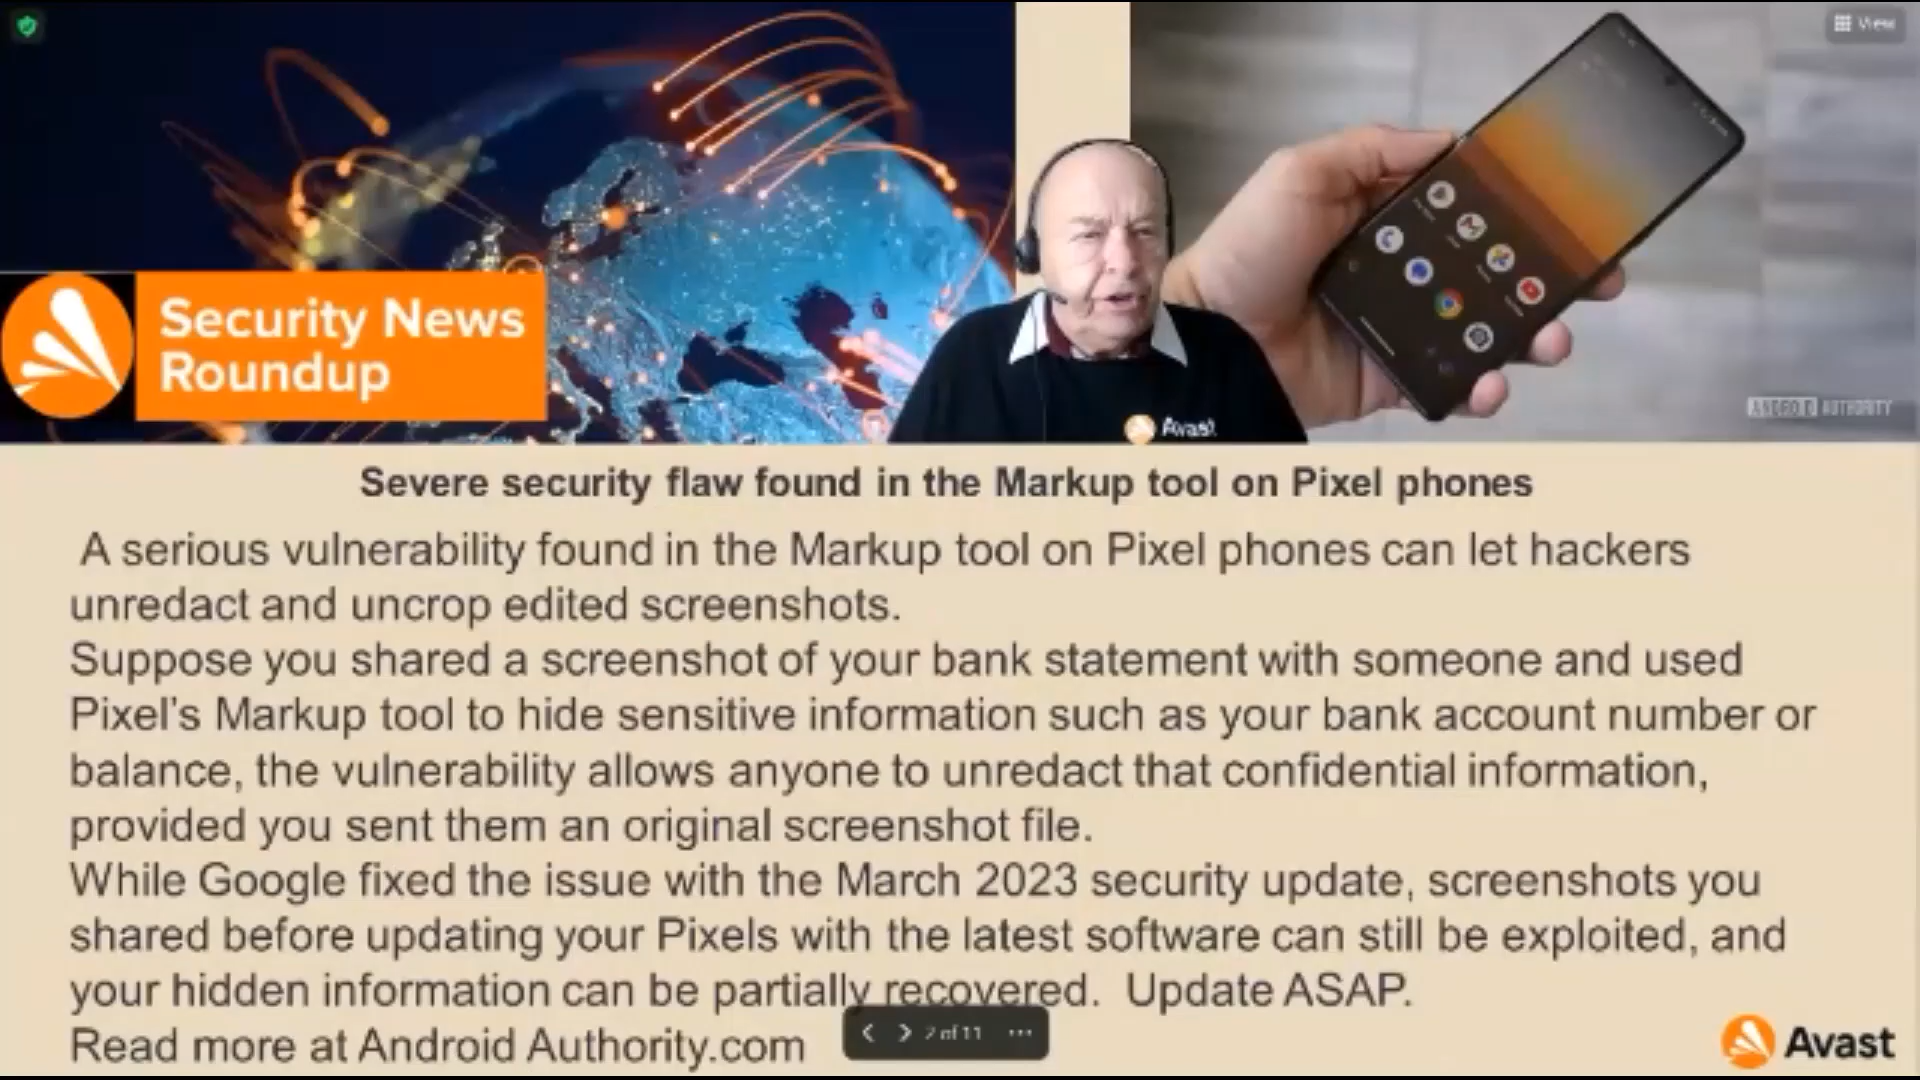 View
Security News
Roundup
Avast
ANDROID AUTHORITY
Severe security flaw found in the Markup tool on Pixel phones
A serious vulnerability found in the Markup tool on Pixel phones can let hackers
unredact and uncrop edited screenshots.
Suppose you shared a screenshot of your bank statement with someone and used
Pixel's Markup tool to hide sensitive information such as your bank account number or
balance, the vulnerability allows anyone to unredact that confidential information,
provided you sent them an original screenshot file.
While Google fixed the issue with the March 2023 security update, screenshots you
shared before updating your Pixels with the latest software can still be exploited, and
your hidden information can be partially recovered. Update ASAP.
Read more at Android Authority.com
2 of 11
Avast